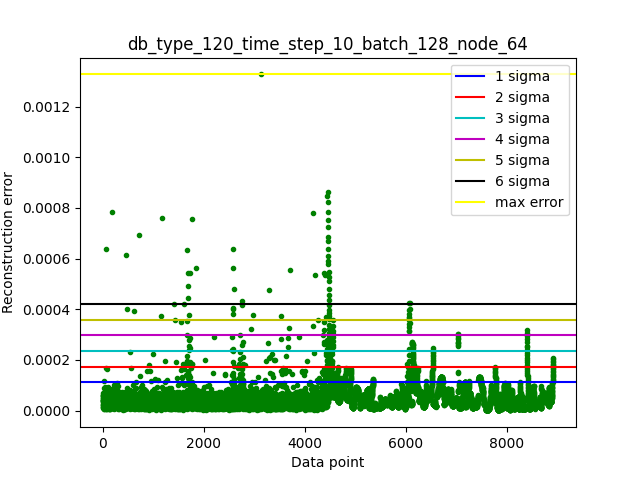 db_type_120_time_step_10_batch_128_node_64
1 sigma
2 sigma
3 sigma
4 sigma
5 sigma
6 sigma
max error
Reconstruction error
0.0012
0.0010
0.0008
0.0006
0.0004
0.0002
0.0000
0 2000 4000 6000 8000
Data point